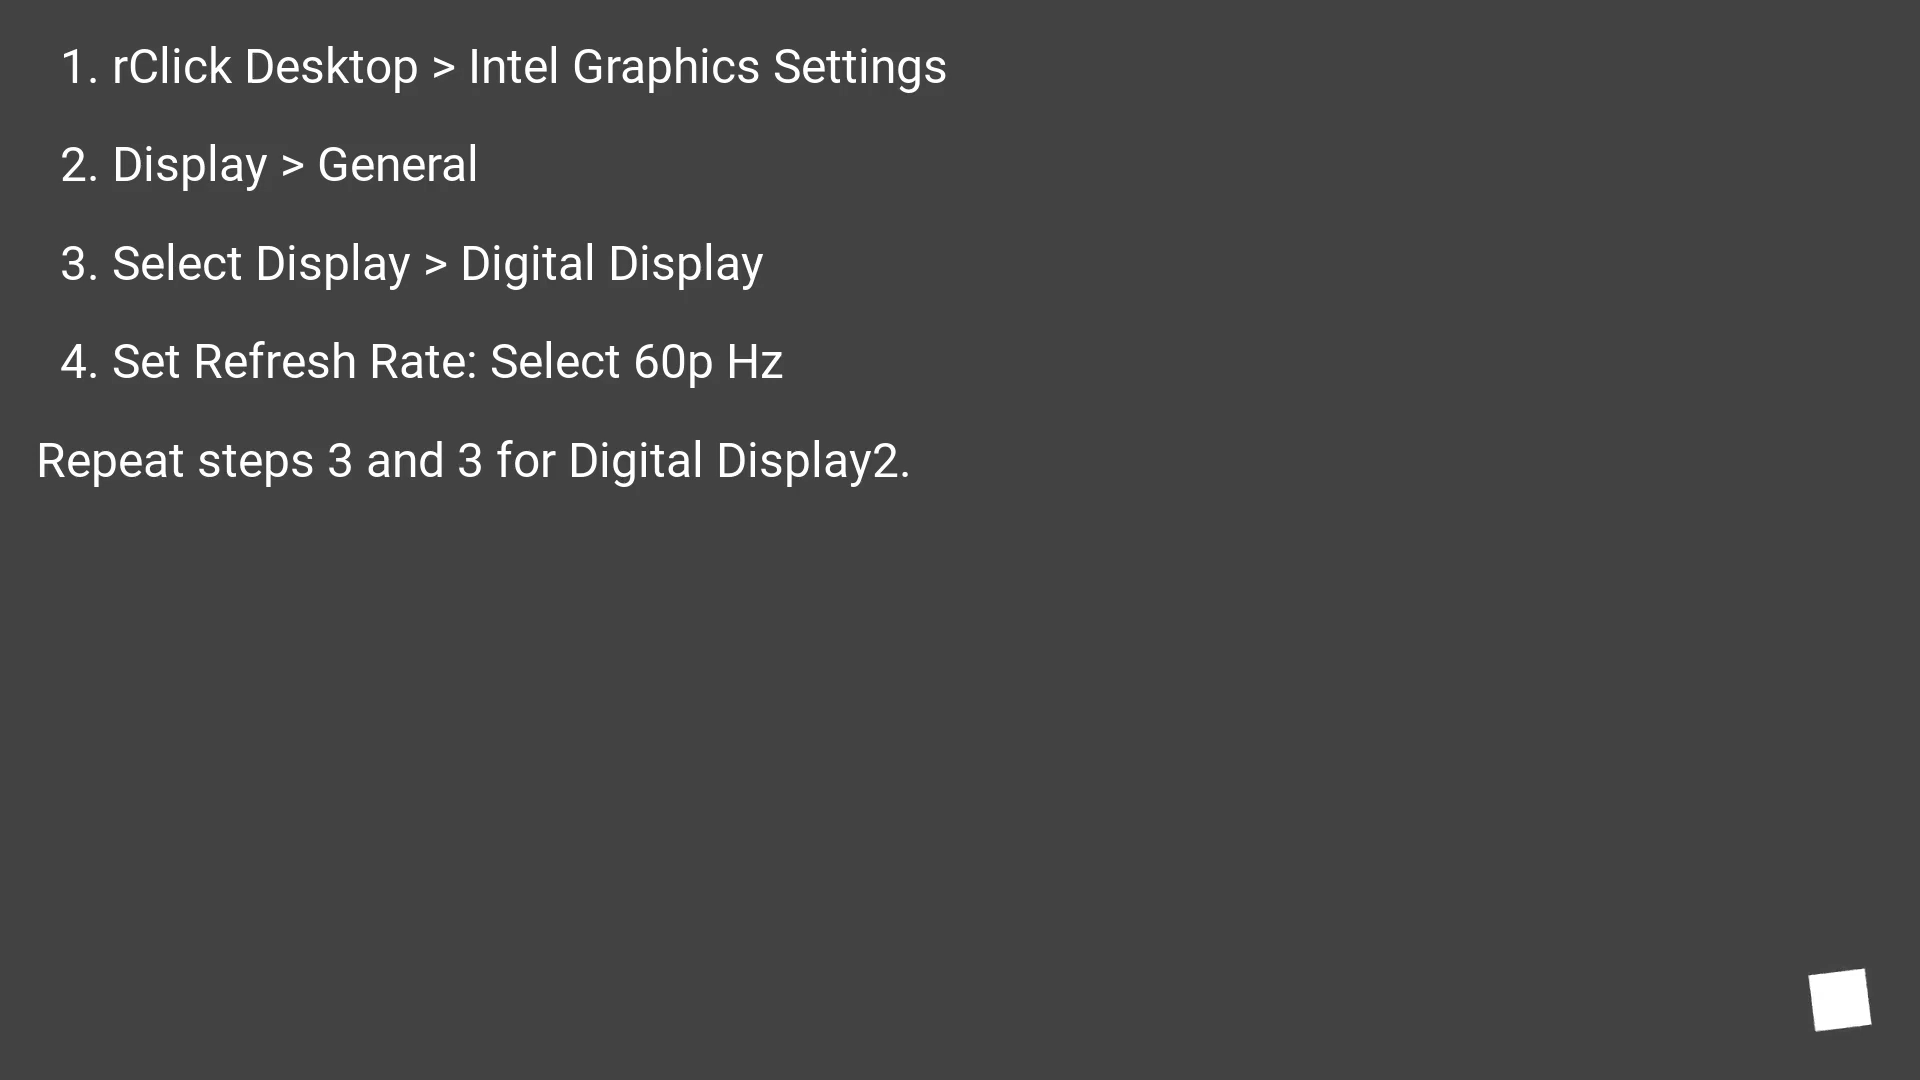 1. rClick Desktop > Intel Graphics Settings
2. Display > General
3. Select Display > Digital Display
4. Set Refresh Rate: Select 60p Hz
Repeat steps 3 and 3 for Digital Display2.